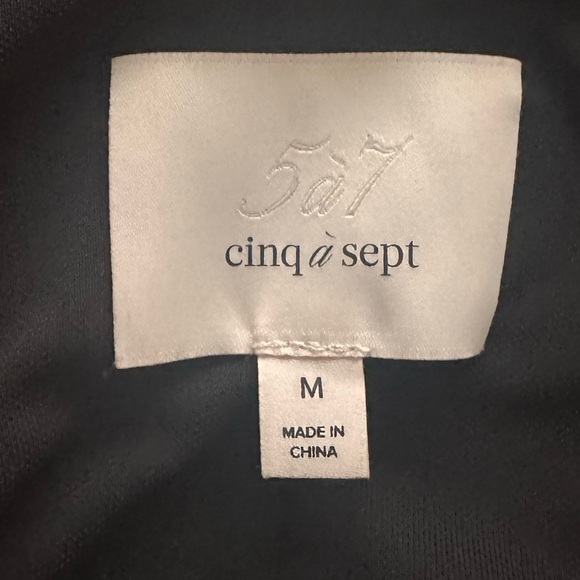 5à7
cinq à sept
M
MADE IN
CHINA